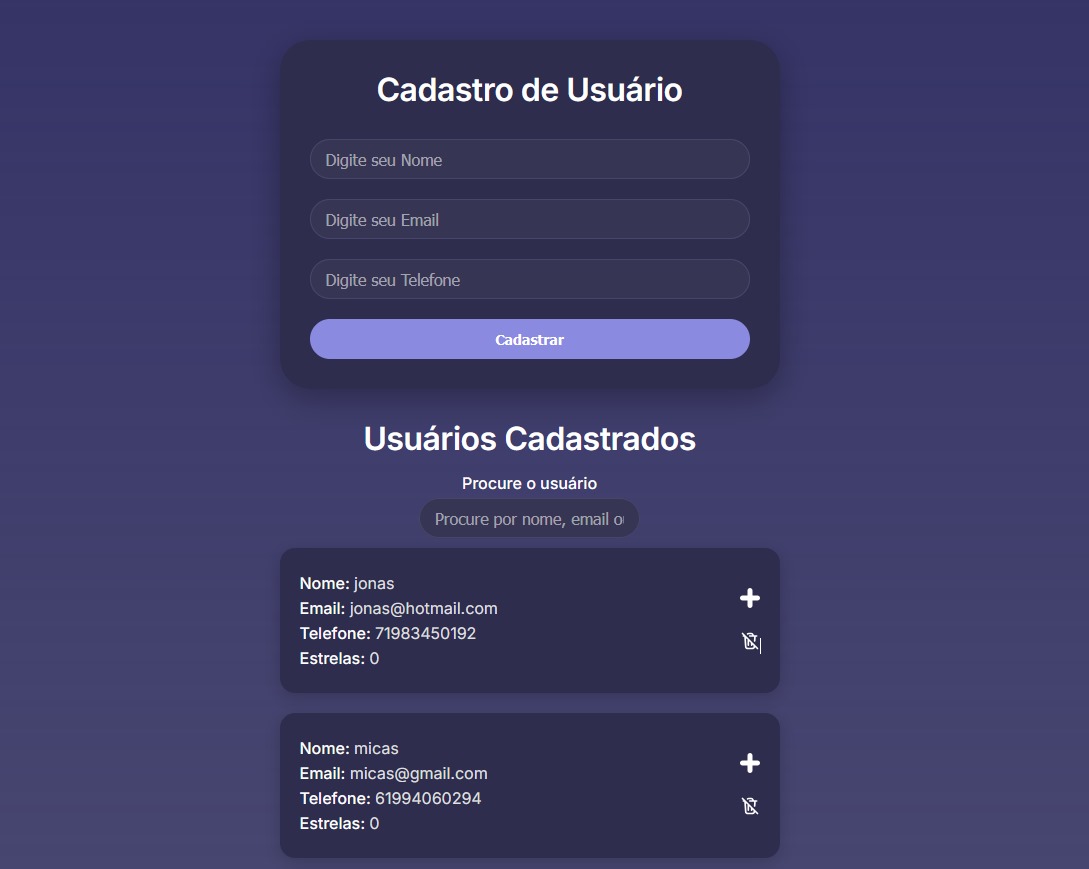 Cadastro de Usuário
Digite seu Nome
Digite seu Email
Digite seu Telefone
Cadastrar
Usuários Cadastrados
Procure o usuário
Procure por nome, email ou
Nome: jonas
Email: jonas@hotmail.com
Telefone: 71983450192
Estrelas: 0
Nome: micas
Email: micas@gmail.com
Telefone: 61994060294
Estrelas: 0